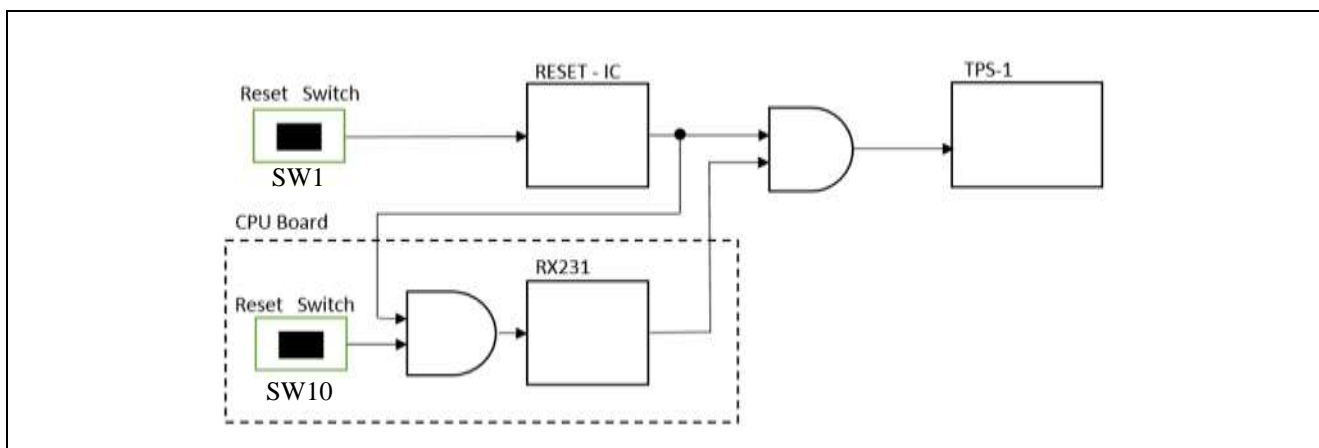 RESET - IC
TPS-1
Reset Switch
SW1
CPU Board
RX231
Reset Switch
SW10